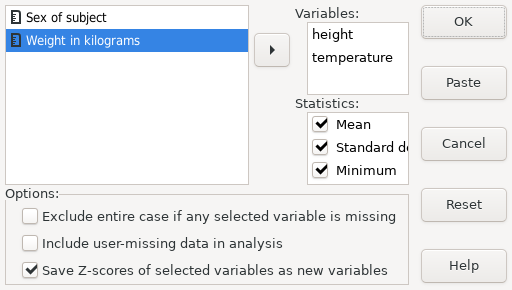 Sex of subject
Weight in kilograms
Variables:
height
temperature
Statistics:
Mean
Standard
Minimum
Options:
Exclude entire case if any selected variable is missing
Include user-missing data in analysis
Save Z-scores of selected variables as new variables
OK
Paste
Cancel
Reset
Help